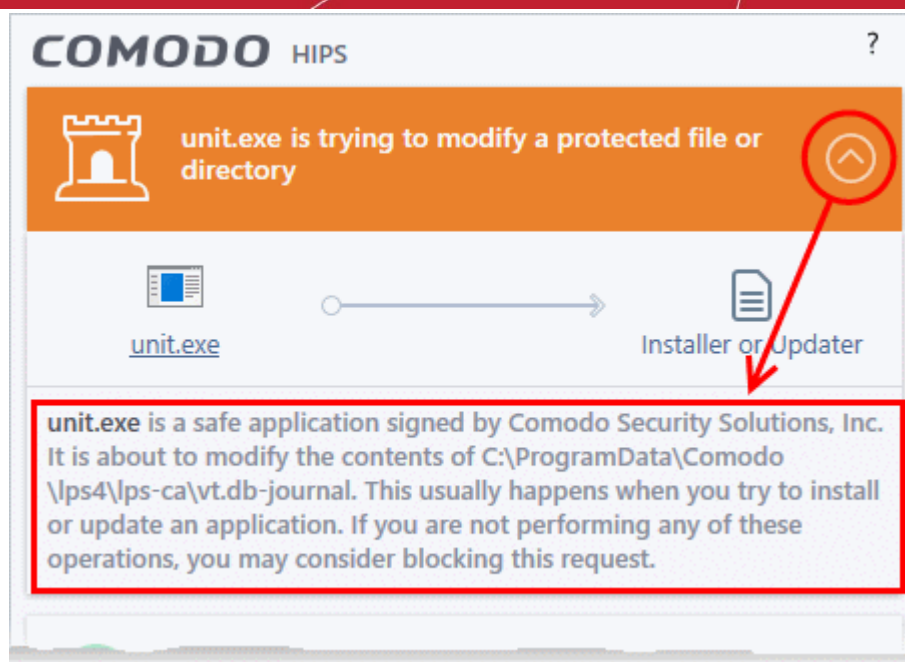 COMODO HIPS ?
unit.exe is trying to modify a protected file or
directory
unit.exe
Installer or Updater
unit.exe is a safe application signed by Comodo Security Solutions, Inc.
It is about to modify the contents of C:\ProgramData\Comodo
\lps4\lps-ca\vt.db-journal. This usually happens when you try to install
or update an application. If you are not performing any of these
operations, you may consider blocking this request.